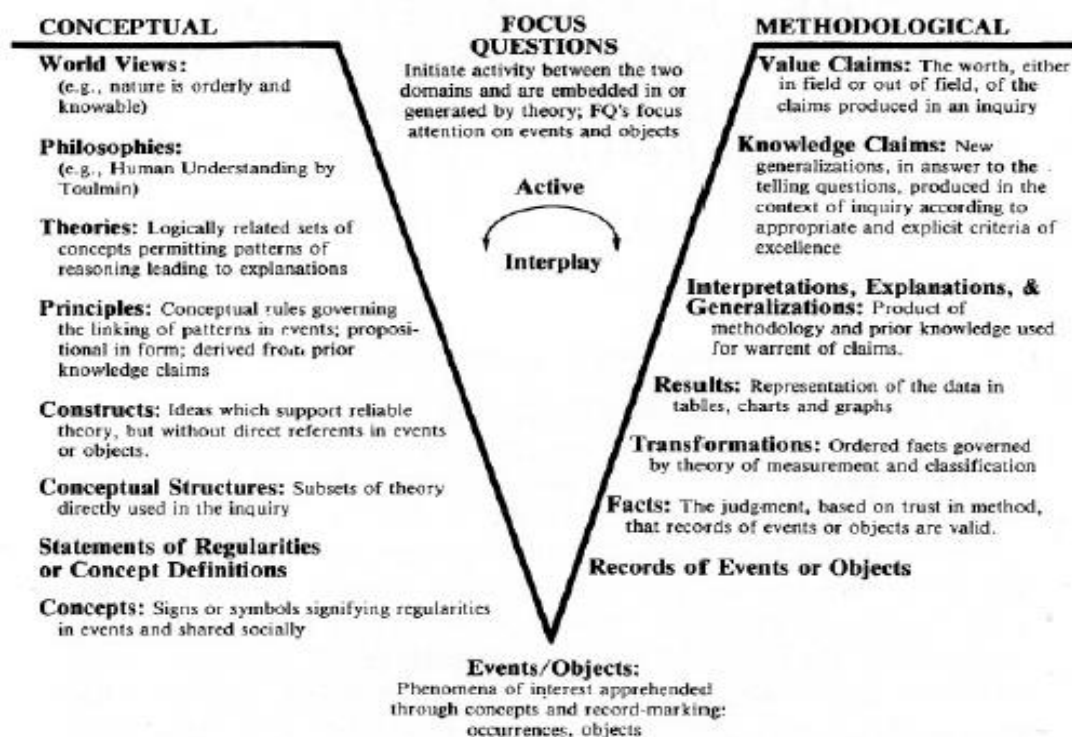 CONCEPTUAL
World Views:
(e.g., nature is orderly and
knowable)
Philosophies:
(e.g., Human Understanding by
Toulmin)
Theories: Logically related sets of
concepts permitting patterns of
reasoning leading to explanations
Principles: Conceptual rules governing
the linking of patterns in events; proposi-
tional in form; derived from prior
knowledge claims
Constructs: Ideas which support reliable
theory, but without direct referents in events
or objects.
Conceptual Structures: Subsets of theory
directly used in the inquiry
Statements of Regularities
or Concept Definitions
Concepts: Signs or symbols signifying regularities
in events and shared socially
FOCUS
QUESTIONS
Initiate activity between the two
domains and are embedded in or
generated by theory; FQ's focus
attention on events and objects
Active
Interplay
METHODOLOGICAL
Value Claims: The worth, either
in field or out of field, of the
claims produced in an inquiry
Knowledge Claims: New
generalizations, in answer to the
telling questions, produced in the
context of inquiry according to
appropriate and explicit criteria of
excellence
Interpretations, Explanations, &
Generalizations: Product of
methodology and prior knowledge used
for warrent of claims.
Results: Representation of the data in
tables, charts and graphs
Transformations: Ordered facts governed
by theory of measurement and classification
Facts: The judgment, based on trust in method,
that records of events or objects are valid.
Records of Events or Objects
Events/Objects:
Phenomena of interest apprehended
through concepts and record-marking:
occurrences, objects